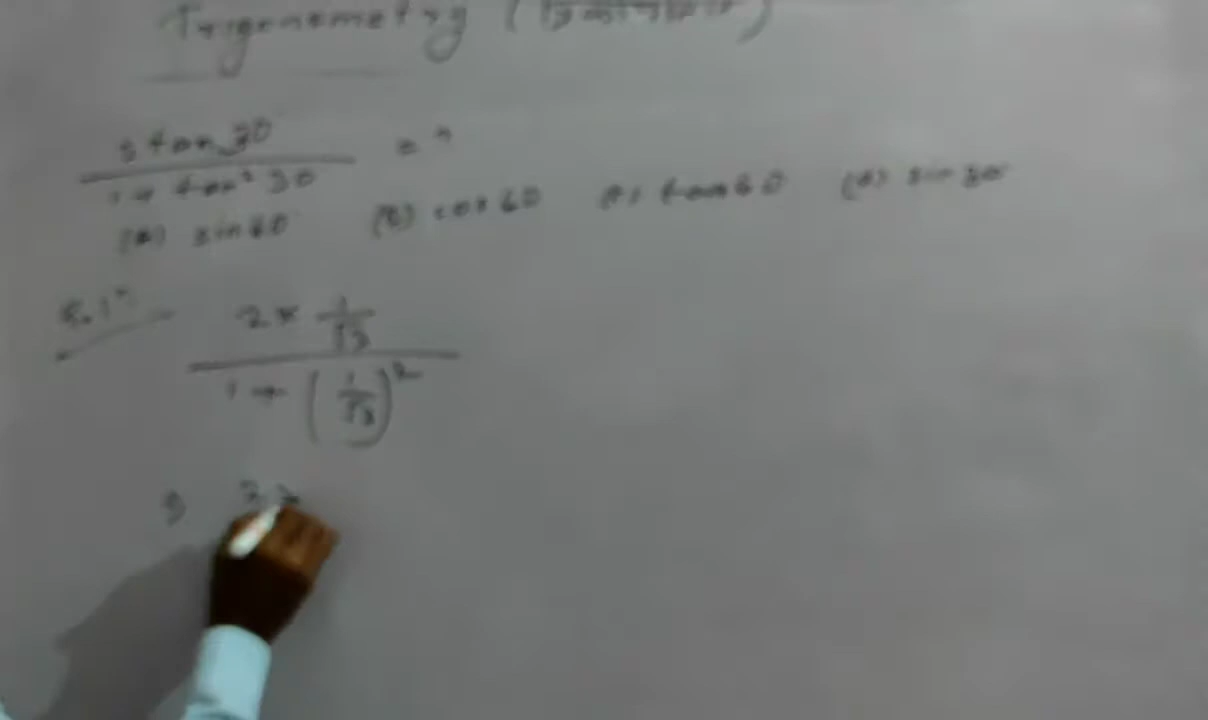 Trigonometry (
tan 30 = ?
1 + tan² 30
(A) sin 60 (B) cos 60 (C) tan 60 (d) sin 30
Sol^n
2 × 1/√3
1 + (1/√3)²
2 ×